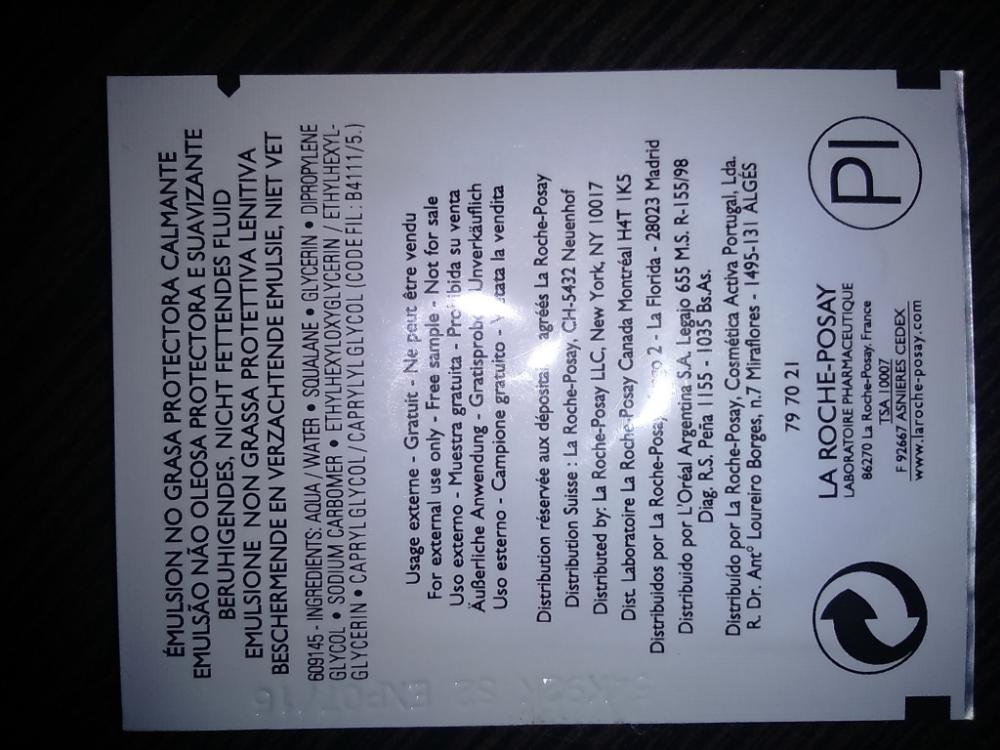 ÉMULSION NO GRASA PROTECTORA CALMANTE
EMULSÃO NÃO OLEOSA PROTECTORA E SUAVIZANTE
BERUHIGENDES, NICHT FETTENDES FLUID
EMULSIONE NON GRASSA PROTETTIVA LENITIVA
BESCHERMENDE EN VERZACHTENDE EMULSIE, NIET VET
609145 - INGREDIENTS: AQUA / WATER • SQUALANE • GLYCERIN • DIPROPYLENE
GLYCOL • SODIUM CARBOMER • ETHYLHEXYLOXYGLYCERIN / ETHYLHEXYL-
GLYCERIN • CAPRYL GLYCOL / CAPRYLYL GLYCOL (CODE FIL : B41111/5.)
Usage externe - Gratuit - Ne peut être vendu
For external use only - Free sample - Not for sale
Uso externo - Muestra gratuita - Prohibida su venta
Äußerliche Anwendung - Gratisprobe Unverkäuflich
Uso esterno - Campione gratuito - Vietata la vendita
Distribution réservée aux agréés La Roche-Posay
Distribution Suisse : La Roche-Posay, CH-5432 Neuenhof
Distributed by: La Roche-Posay LLC, New York, NY 10017
Dist. Laboratoire La Roche-Posay Canada Montréal H4T 1K5
Distribuidos por La Roche-Posay 2 - La Florida - 28023 Madrid
Distribuido por L'Oréal Argentina S.A. Legajo 655 M.S. R-155/98
Diag. R.S. Peña 1155 - 1035 Bs.As.
Distribuído por La Roche-Posay, Cosmética Activa Portugal, Lda.
R. Dr. Antº Loureiro Borges, n.7 Miraflores - 1495-131 ALGÉS
79 70 21
LA ROCHE-POSAY
LABORATOIRE PHARMACEUTIQUE
86270 La Roche-Posay, France
TSA 10007
F 92667 ASNIERES CEDEX
www.laroche-posay.com
PI